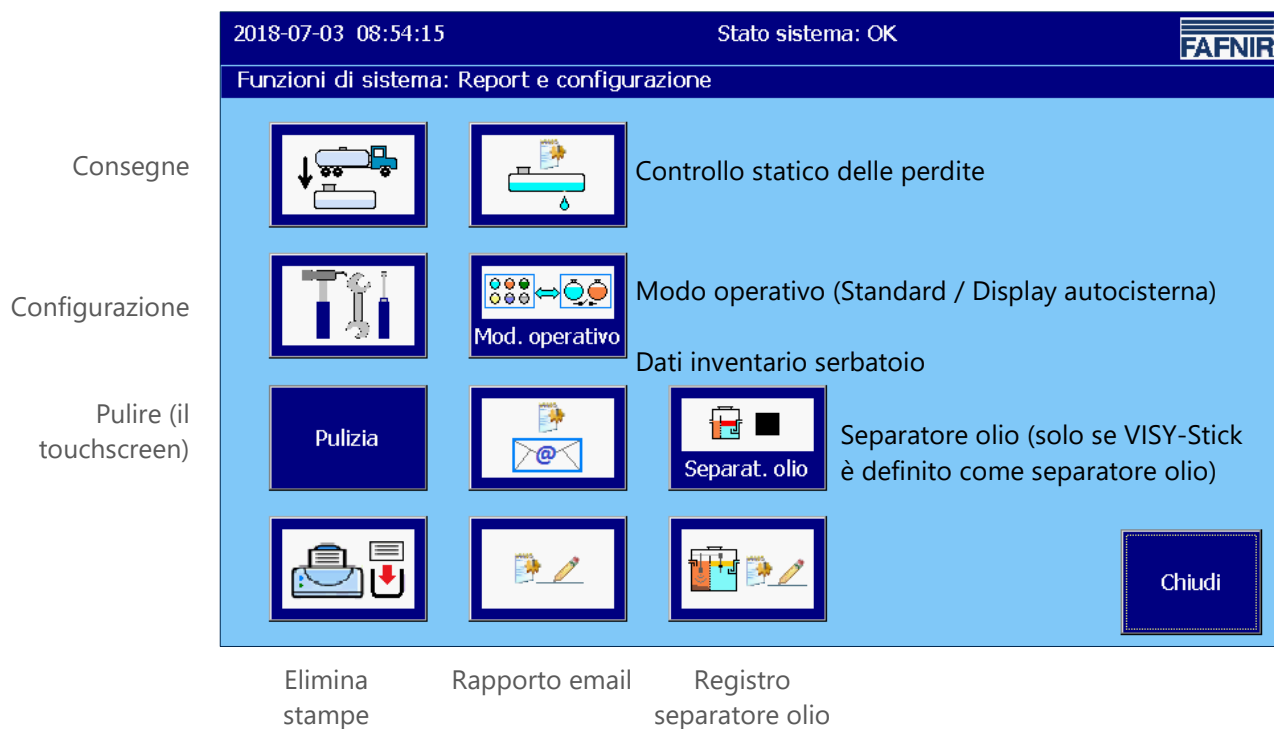 2018-07-03 08:54:15
Stato sistema: OK
FAFNIR
Funzioni di sistema: Report e configurazione
Consegne
Controllo statico delle perdite
Configurazione
Modo operativo (Standard / Display autocisterna)
Mod. operativo
Dati inventario serbatoio
Pulire (il
touchscreen)
Pulizia
@
Separat. olio
Separatore olio (solo se VISY-Stick
è definito come separatore olio)
Chiudi
Elimina
stampe
Rapporto email
Registro
separatore olio